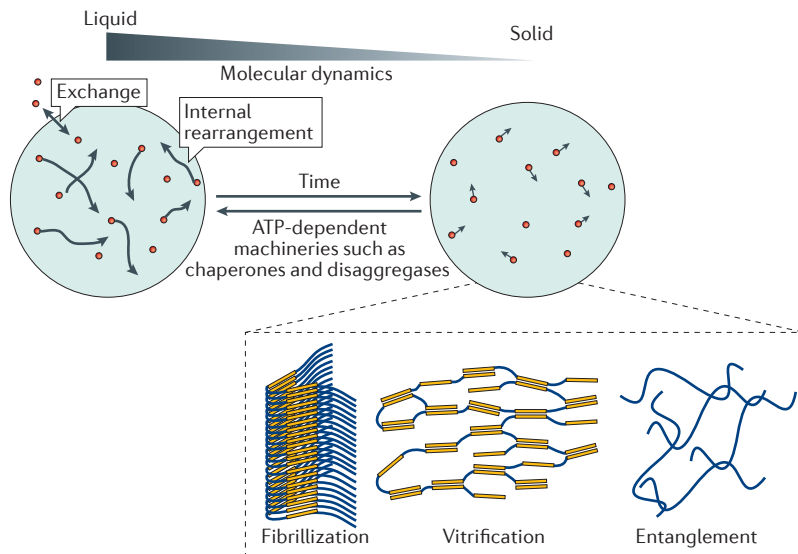 Liquid
Solid
Molecular dynamics
Exchange
Internal
rearrangement
Time
ATP-dependent
machineries such as
chaperones and disaggregases
Fibrillization
Vitrification
Entanglement